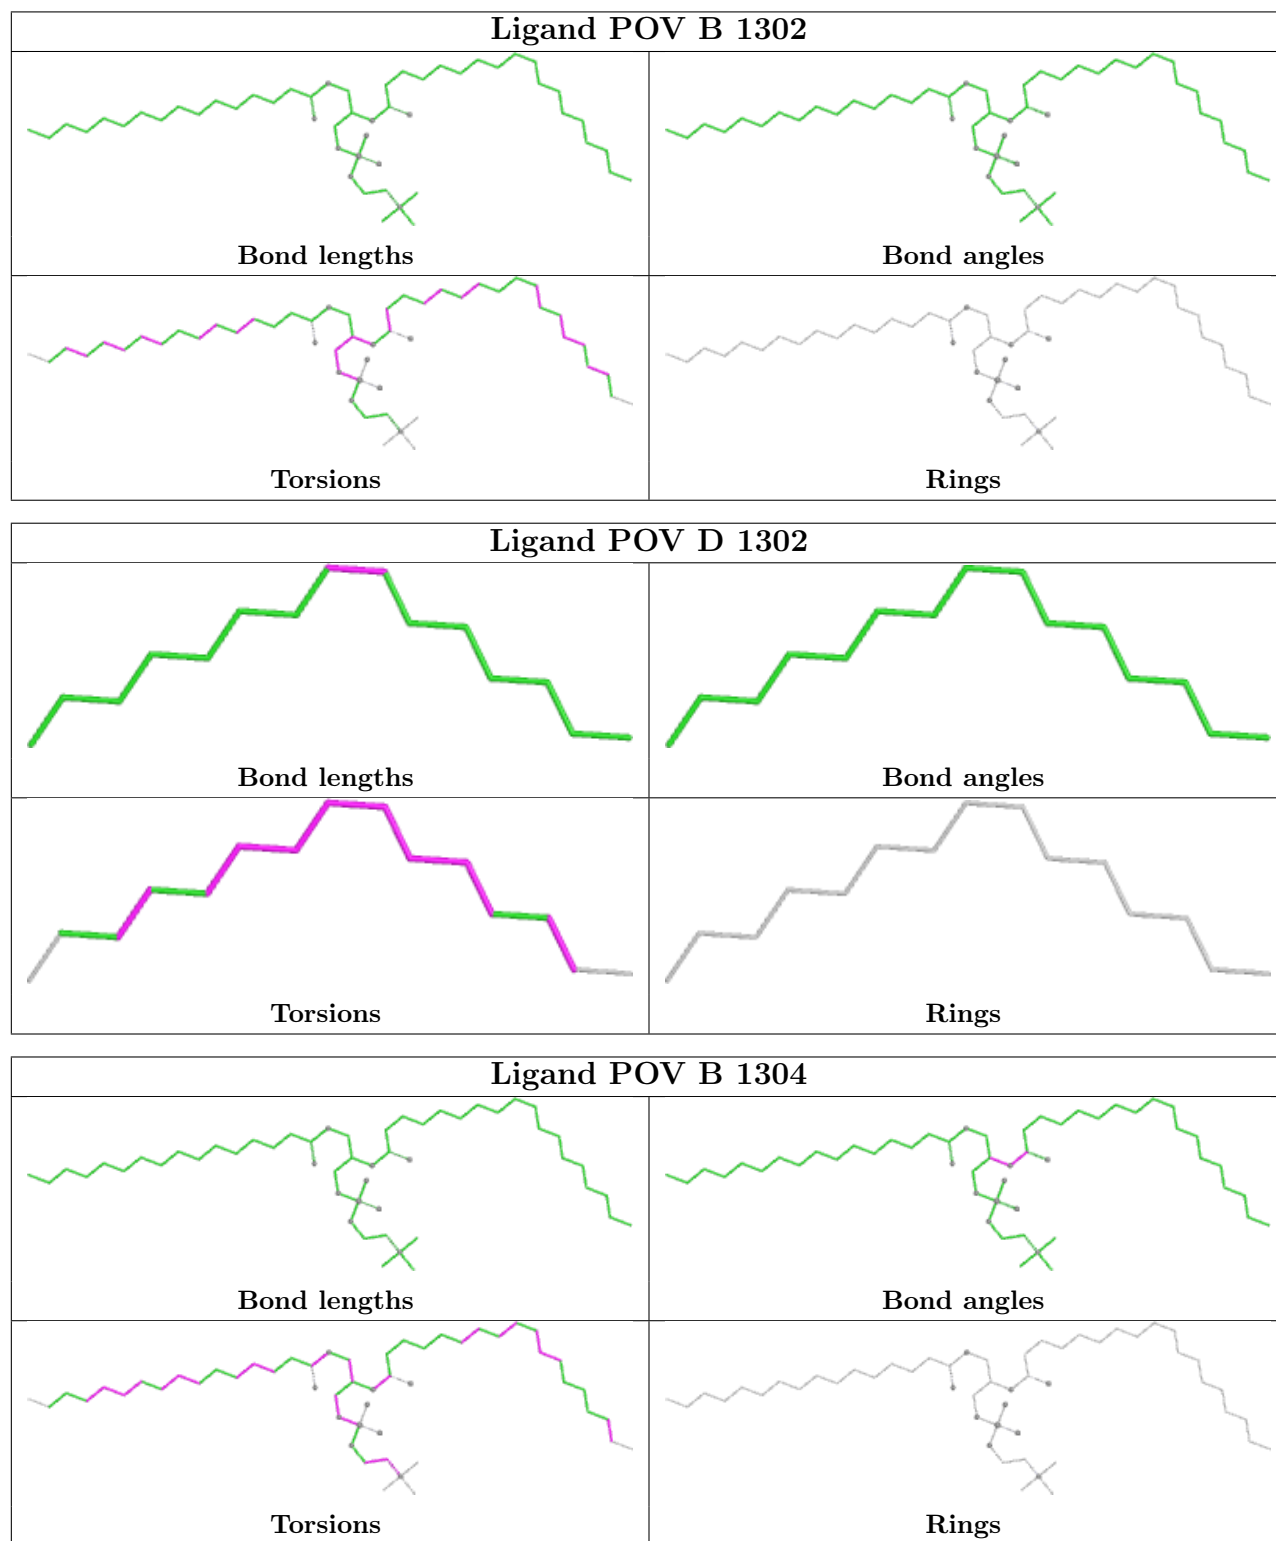 Ligand POV B 1302
Bond lengths
Bond angles
Torsions
Rings
Ligand POV D 1302
Bond lengths
Bond angles
Torsions
Rings
Ligand POV B 1304
Bond lengths
Bond angles
Torsions
Rings